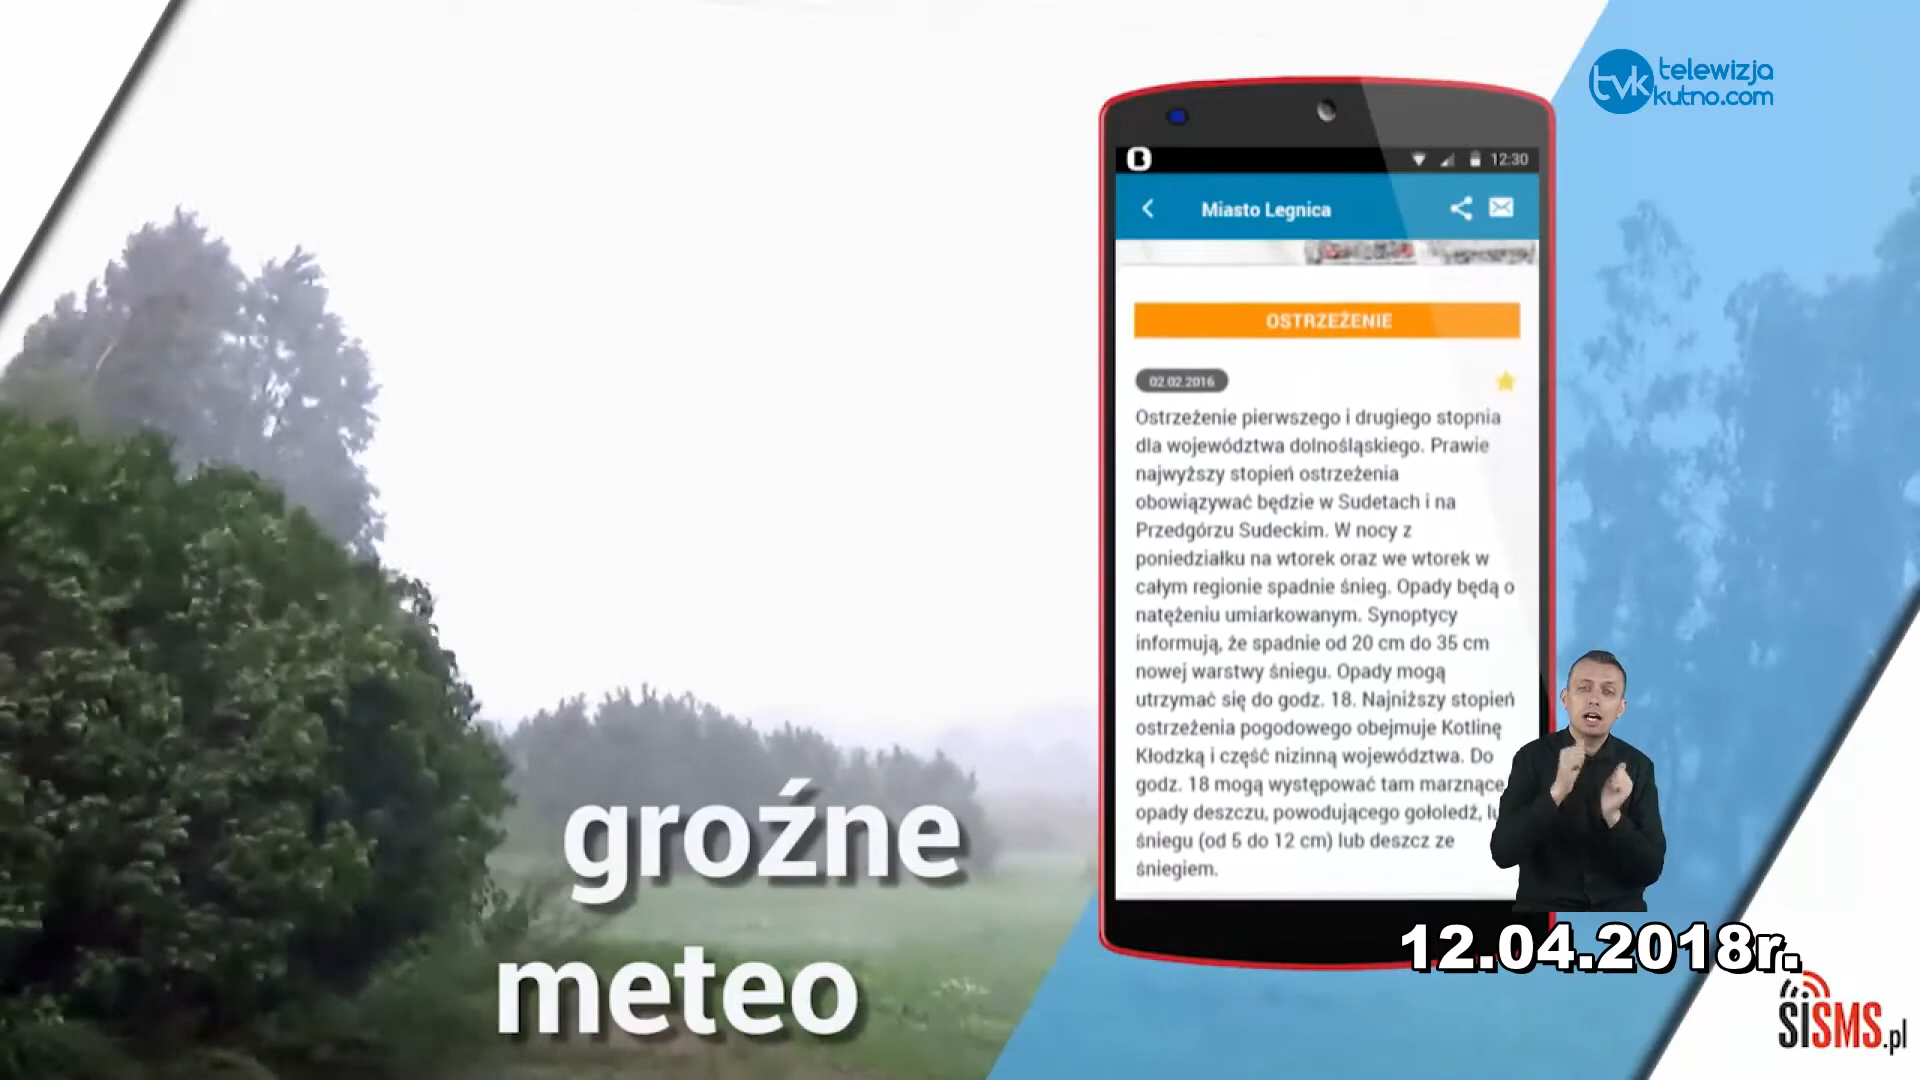 tvk telewizja
kutno.com
12:30
Miasto Legnica
OSTRZEŻENIE
02.02.2016
Ostrzeżenie pierwszego i drugiego stopnia
dla województwa dolnośląskiego. Prawie
najwyższy stopień ostrzeżenia
obowiązywać będzie w Sudetach i na
Przedgórzu Sudeckim. W nocy z
poniedziałku na wtorek oraz we wtorek w
całym regionie spadnie śnieg. Opady będą o
natężeniu umiarkowanym. Synoptycy
informują, że spadnie od 20 cm do 35 cm
nowej warstwy śniegu. Opady mogą
utrzymać się do godz. 18. Najniższy stopień
ostrzeżenia pogodowego obejmuje Kotlinę
Kłodzką i część nizinną województwa. Do
godz. 18 mogą występować tam marznące
opady deszczu, powodującego gołoledź,
śniegu (od 5 do 12 cm) lub deszcz ze
śniegiem.
groźne
meteo
12.04.2018r.
SISMS.pl